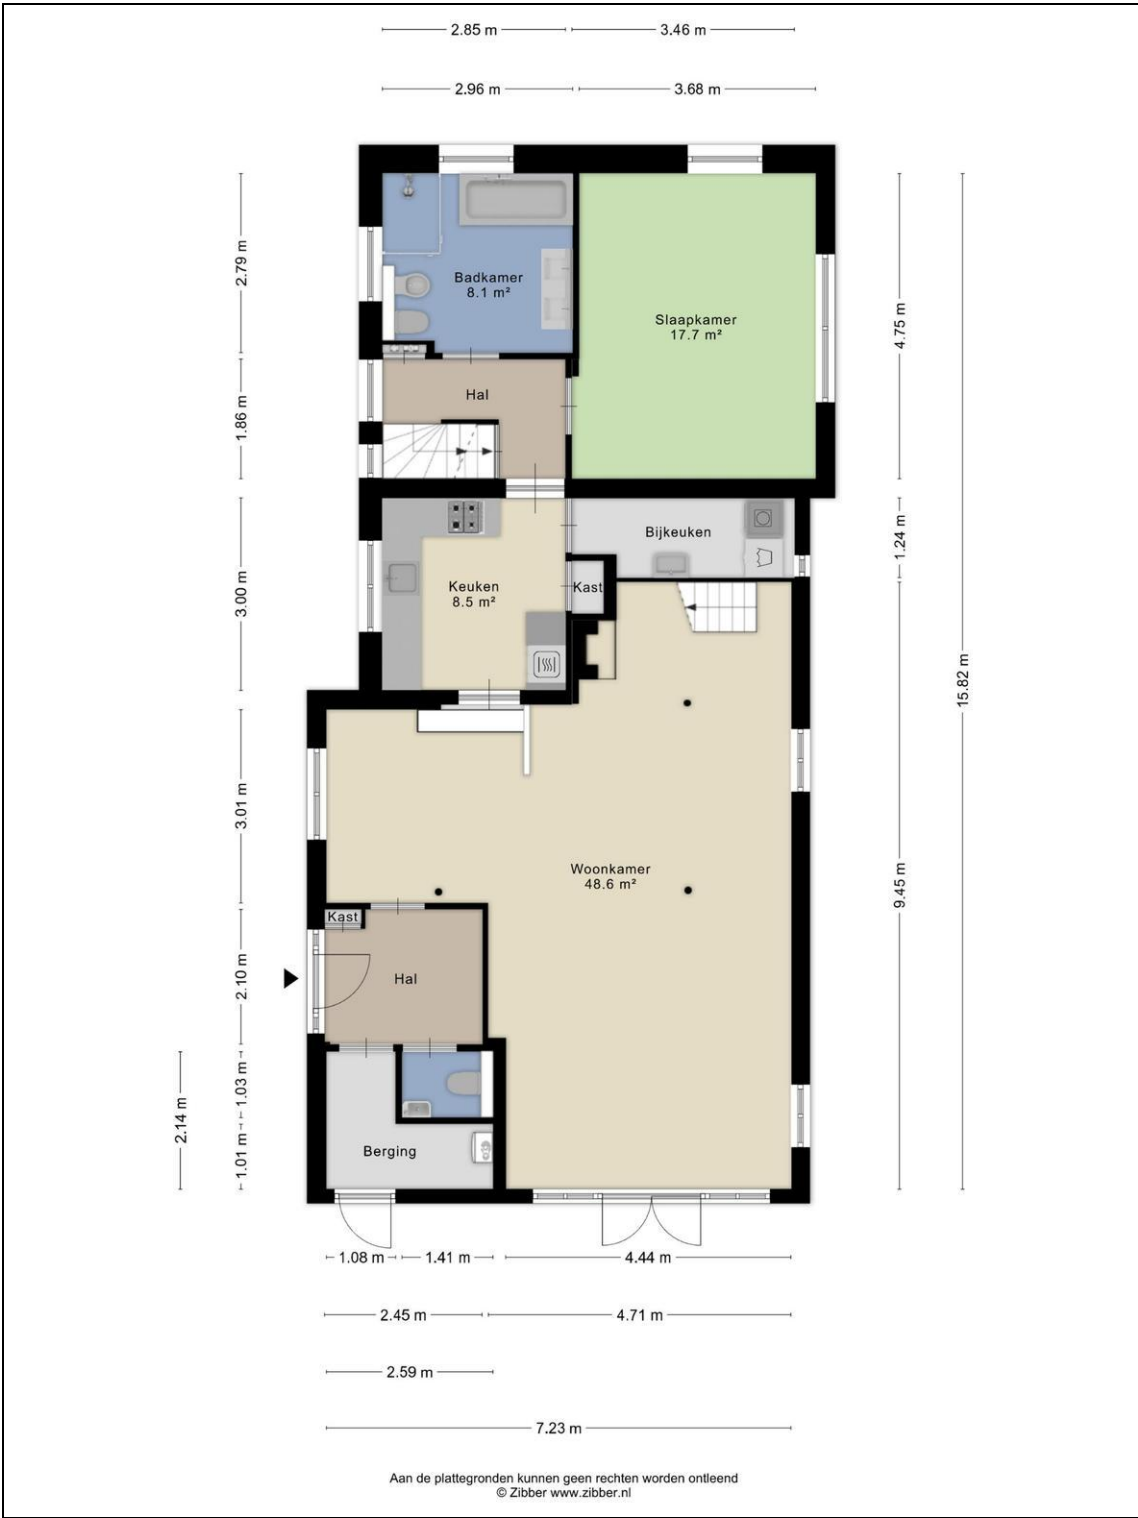 2.85 m
3.46 m
2.96 m
3.68 m
2.79 m
Badkamer
8.1 m²
Slaapkamer
17.7 m²
4.75 m
Hal
1.86 m
Bijkeuken
1.24 m
Keuken
8.5 m²
Kast
3.00 m
15.82 m
3.01 m
Woonkamer
48.6 m²
9.45 m
Kast
Hal
2.10 m
1.03 m
2.14 m
1.01 m
Berging
1.08 m
1.41 m
4.44 m
2.45 m
4.71 m
2.59 m
7.23 m
Aan de plattegronden kunnen geen rechten worden ontleend
© Zibber www.zibber.nl